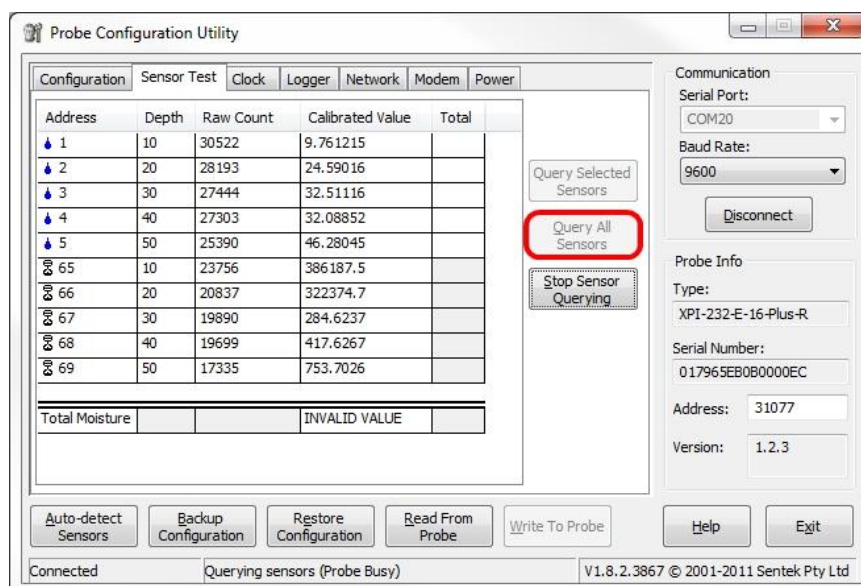 Probe Configuration Utility
Configuration Sensor Test Clock Logger Network Modem Power
Address Depth Raw Count Calibrated Value Total
1 10 30522 9.761215
2 20 28193 24.59016
3 30 27444 32.51116
4 40 27303 32.08852
5 50 25390 46.28045
65 10 23756 386187.5
66 20 20837 322374.7
67 30 19890 284.6237
68 40 19699 417.6267
69 50 17335 753.7026
Total Moisture INVALID VALUE
Query Selected
Sensors
Query All
Sensors
Stop Sensor
Querying
Communication
Serial Port:
COM20
Baud Rate:
9600
Disconnect
Probe Info
Type:
XPI-232-E-16-Plus-R
Serial Number:
017965EB0B0000EC
Address: 31077
Version: 1.2.3
Auto-detect
Sensors
Backup
Configuration
Restore
Configuration
Read From
Probe
Write To Probe
Help
Exit
Connected
Querying sensors (Probe Busy)
V1.8.2.3867 © 2001-2011 Sentek Pty Ltd